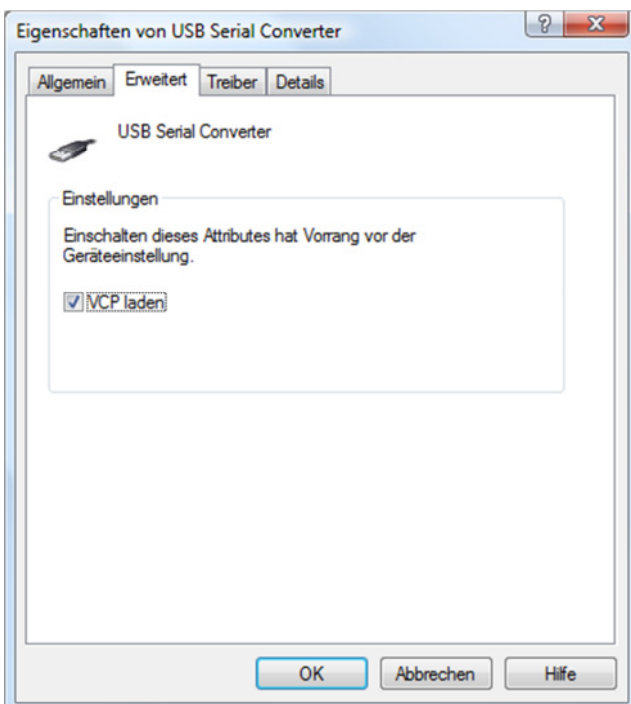 Eigenschaften von USB Serial Converter
Allgemein Erweitert Treiber Details
USB Serial Converter
Einstellungen
Einschalten dieses Attributes hat Vorrang vor der
Geräteeinstellung.
VCP laden
OK Abbrechen Hilfe